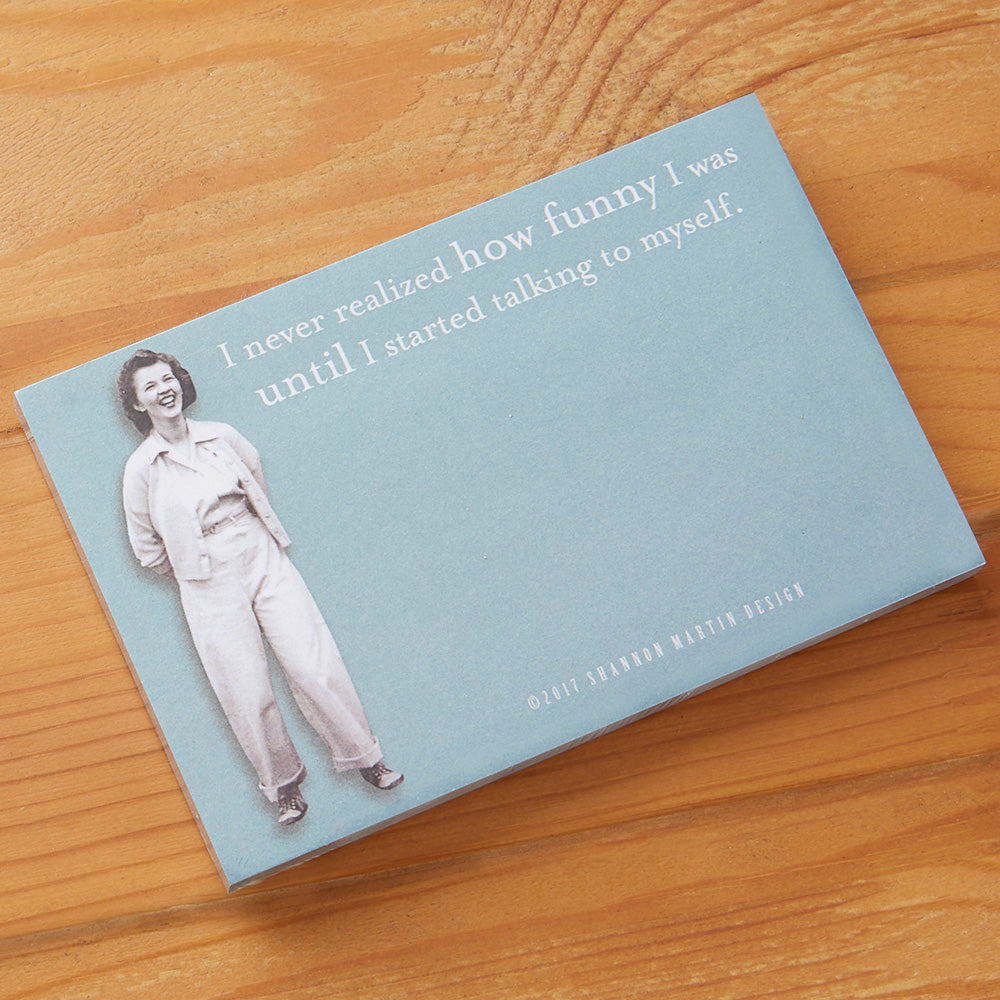 I never realized how funny I was
until I started talking to myself.
©2017 SHANNON MARTIN DESIGN